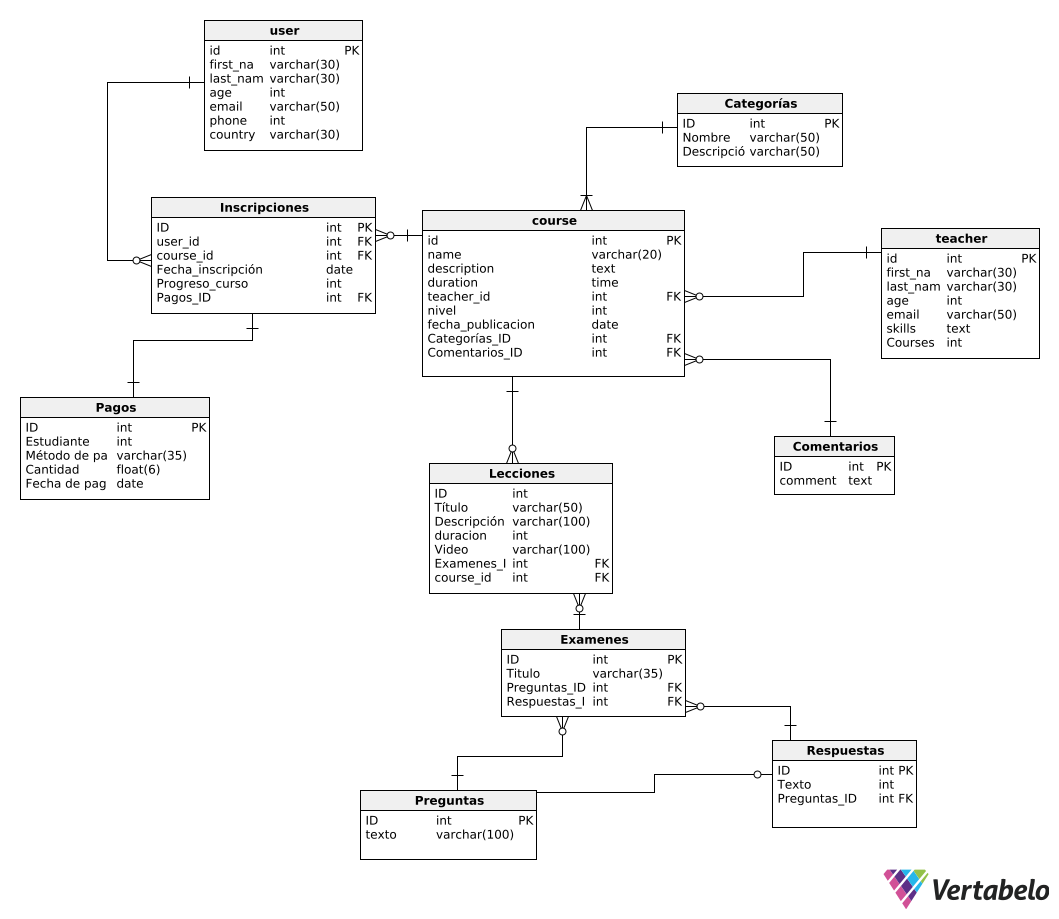 user
id int PK
first_na varchar(30)
last_nam varchar(30)
age int
email varchar(50)
phone int
country varchar(30)
Categorías
ID int PK
Nombre varchar(50)
Descripció varchar(50)
Inscripciones
ID int PK
user_id int FK
course_id int FK
Fecha_inscripción date
Progreso_curso int
Pagos_ID int FK
course
id int PK
name varchar(20)
description text
duration time
teacher_id int FK
nivel int
fecha_publicacion date
Categorías_ID int FK
Comentarios_ID int FK
teacher
id int PK
first_na varchar(30)
last_nam varchar(30)
age int
email varchar(50)
skills text
Courses int
Pagos
ID int PK
Estudiante int
Método de pa varchar(35)
Cantidad float(6)
Fecha de pag date
Comentarios
ID int PK
comment text
Lecciones
ID int
Título varchar(50)
Descripción varchar(100)
duracion int
Video varchar(100)
Examenes_I int FK
course_id int FK
Examenes
ID int PK
Titulo varchar(35)
Preguntas_ID int FK
Respuestas_I int FK
Respuestas
ID int PK
Texto int
Preguntas_ID int FK
Preguntas
ID int PK
texto varchar(100)
Vertabelo